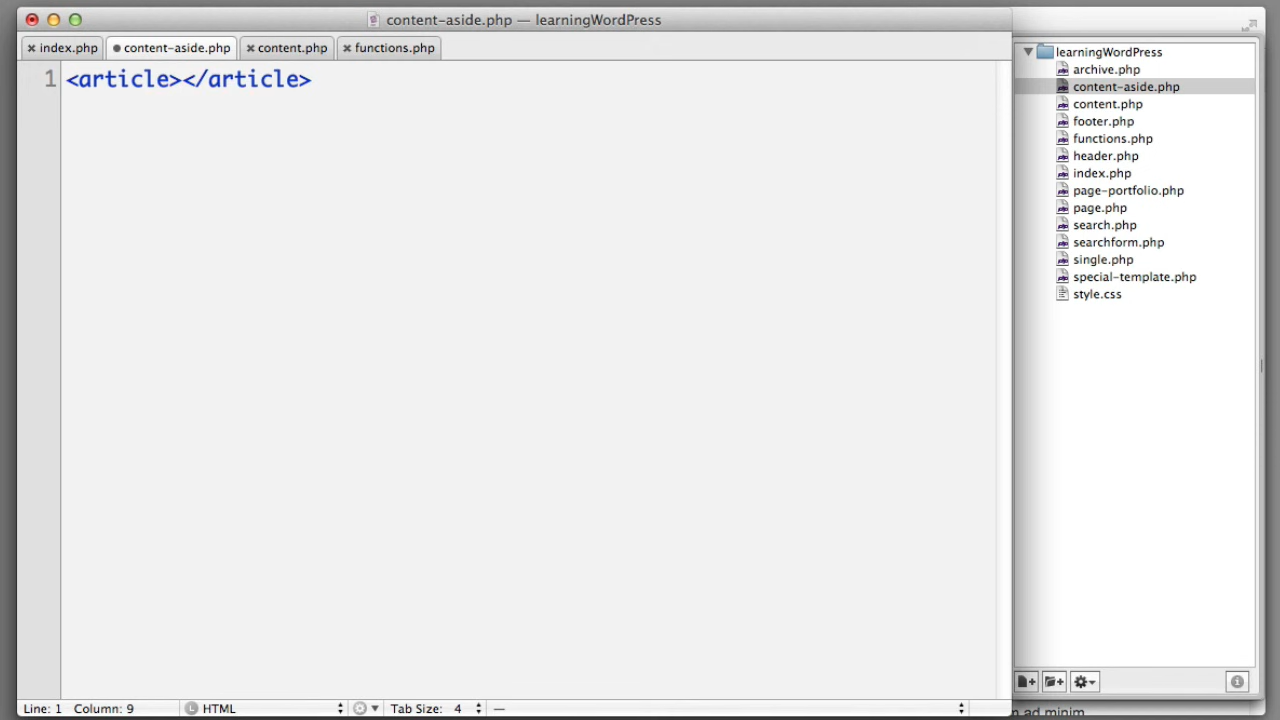 content-aside.php — learningWordPress
index.php
content-aside.php
content.php
functions.php
1 <article></article>
learningWordPress
archive.php
content-aside.php
content.php
footer.php
functions.php
header.php
index.php
page-portfolio.php
page.php
search.php
searchform.php
single.php
special-template.php
style.css
Line: 1 Column: 9
L HTML
Tab Size: 4
—
m ad minim